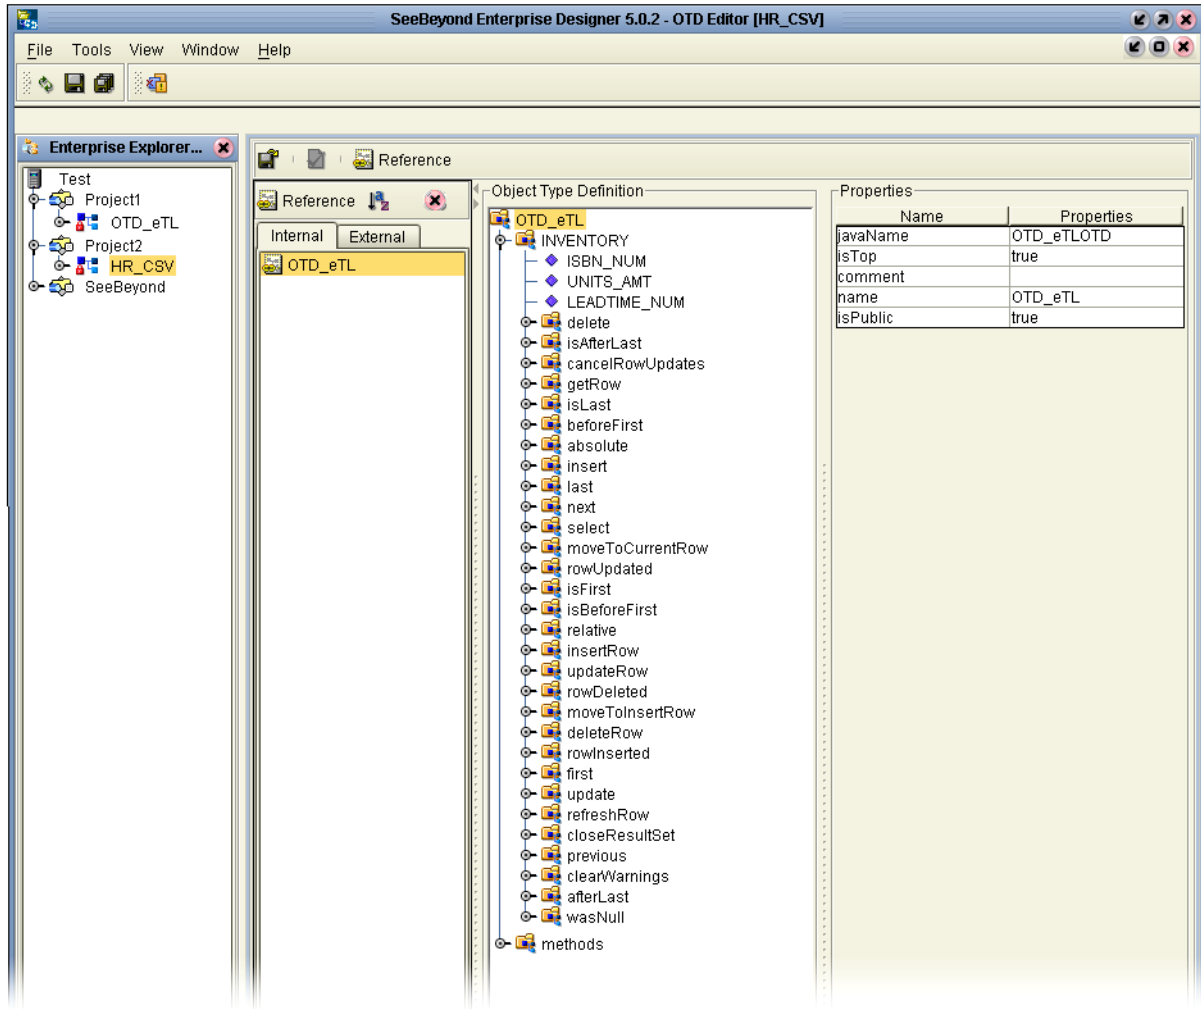 SeeBeyond Enterprise Designer 5.0.2 - OTD Editor [HR_CSV]
File Tools View Window Help
Enterprise Explorer...
Test
Project1
OTD_eTL
Project2
HR_CSV
SeeBeyond
Reference
Reference
Internal External
OTD_eTL
Object Type Definition
OTD_eTL
INVENTORY
ISBN_NUM
UNITS_AMT
LEADTIME_NUM
delete
isAfterLast
cancelRowUpdates
getRow
isLast
beforeFirst
absolute
insert
last
next
select
moveToCurrentRow
rowUpdated
isFirst
isBeforeFirst
relative
insertRow
updateRow
rowDeleted
moveToInsertRow
deleteRow
rowInserted
first
update
refreshRow
closeResultSet
previous
clearWarnings
afterLast
wasNull
methods
Properties
Name Properties
javaName OTD_eTLOTD
isTop true
comment
name OTD_eTL
isPublic true